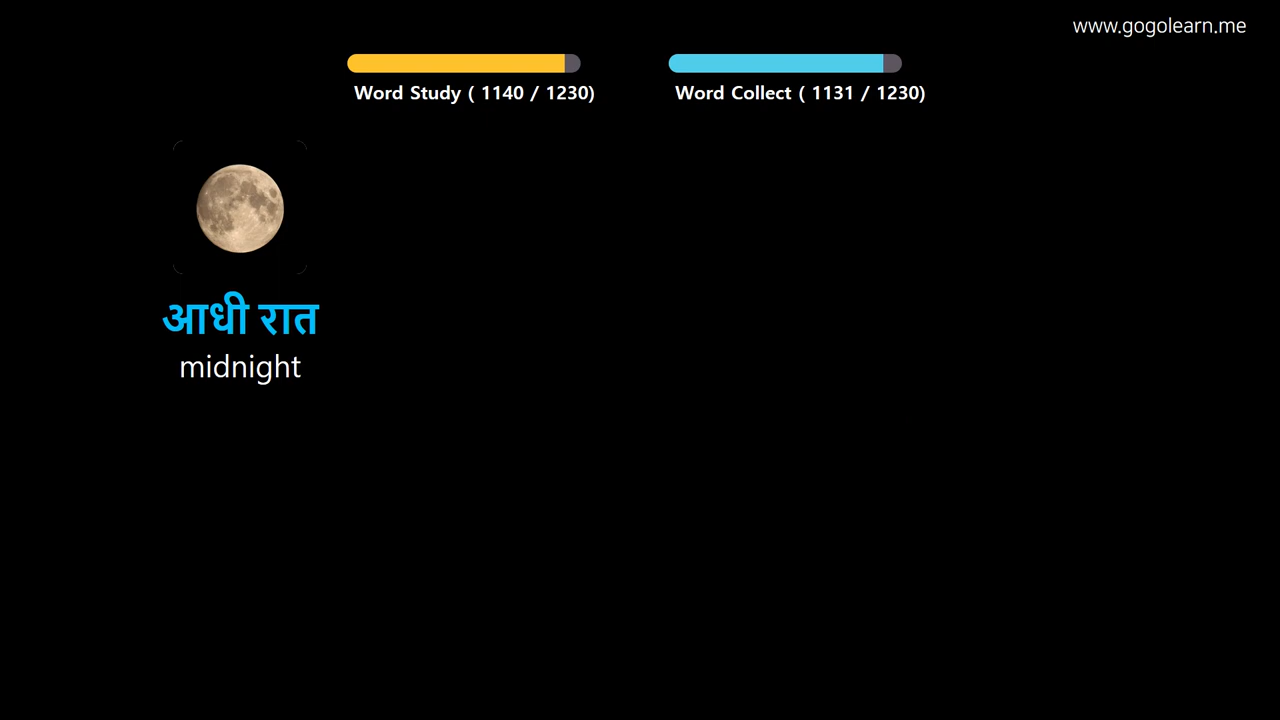 www.gogolearn.me
Word Study ( 1140 / 1230)
Word Collect ( 1131 / 1230)
आधी रात
midnight